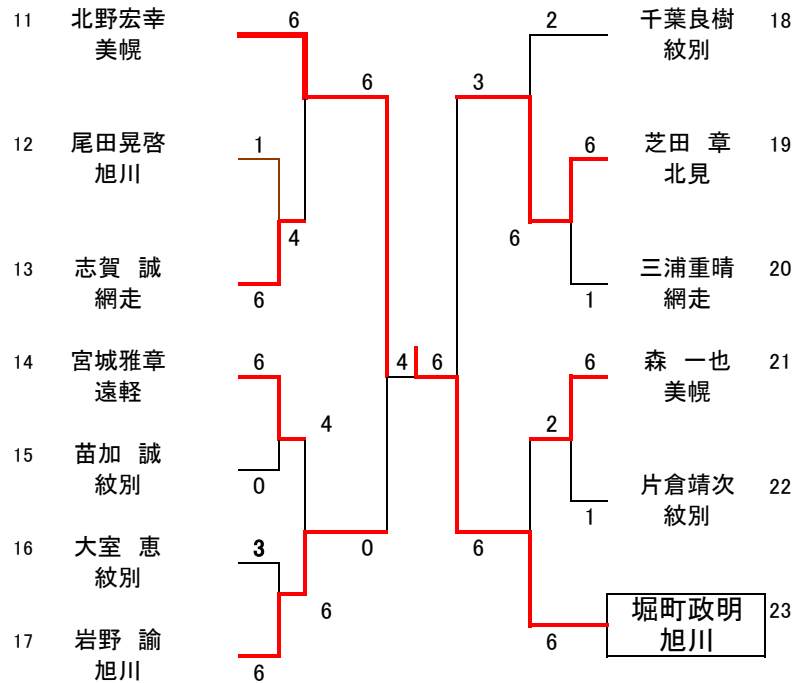 11 北野宏幸 6
美幌
6
12 尾田晃啓 1
旭川
4
13 志賀 誠
網走 6
14 宮城雅章 6
遠軽
4
15 苗加 誠
紋別 0
16 大室 恵 3
紋別
0
6
17 岩野 諭
旭川 6
4 6
2 千葉良樹 18
紋別
3
6 芝田 章 19
北見
6
三浦重晴 20
1 網走
6 森 一也 21
美幌
2
片倉靖次 22
1 紋別
6
堀町政明 23
6 旭川